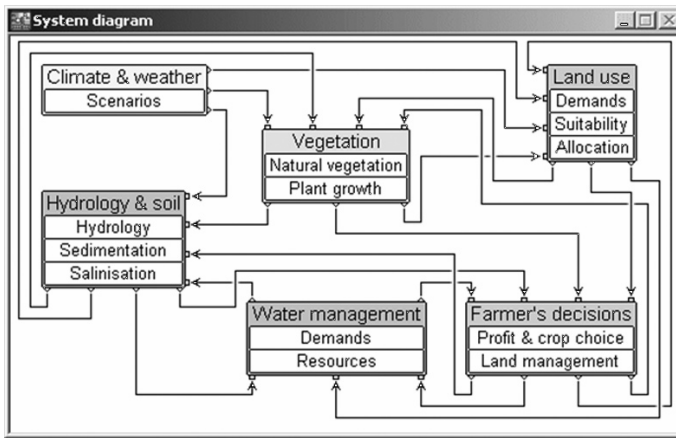 System diagram
Climate & weather
Scenarios
Land use
Demands
Suitability
Allocation
Vegetation
Natural vegetation
Plant growth
Hydrology & soil
Hydrology
Sedimentation
Salinisation
Water management
Demands
Resources
Farmer's decisions
Profit & crop choice
Land management